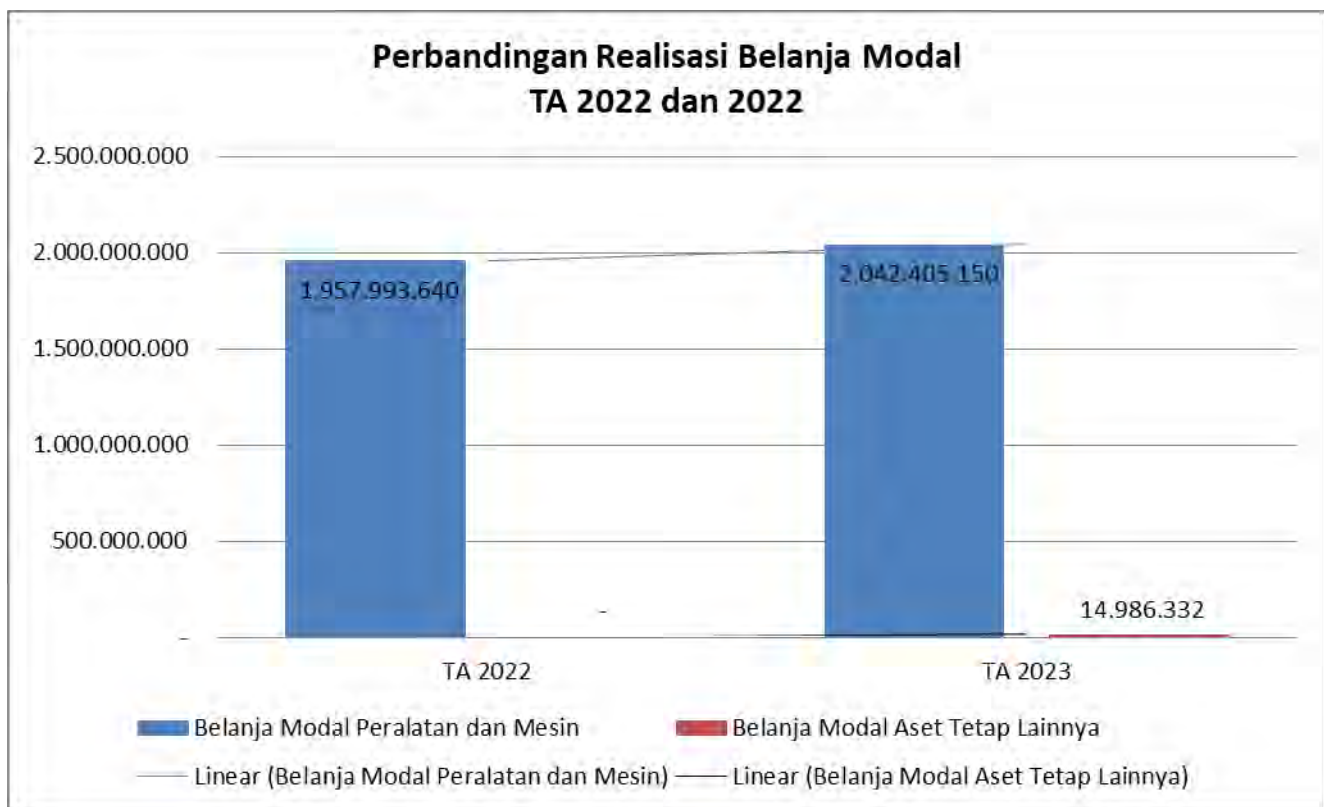 Perbandingan Realisasi Belanja Modal
TA 2022 dan 2022
2.500.000.000
2.000.000.000
1.500.000.000
1.000.000.000
500.000.000
-
1.957.993.640
2.042.405.150
-
14.986.332
TA 2022
TA 2023
Belanja Modal Peralatan dan Mesin
Belanja Modal Aset Tetap Lainnya
Linear (Belanja Modal Peralatan dan Mesin)
Linear (Belanja Modal Aset Tetap Lainnya)